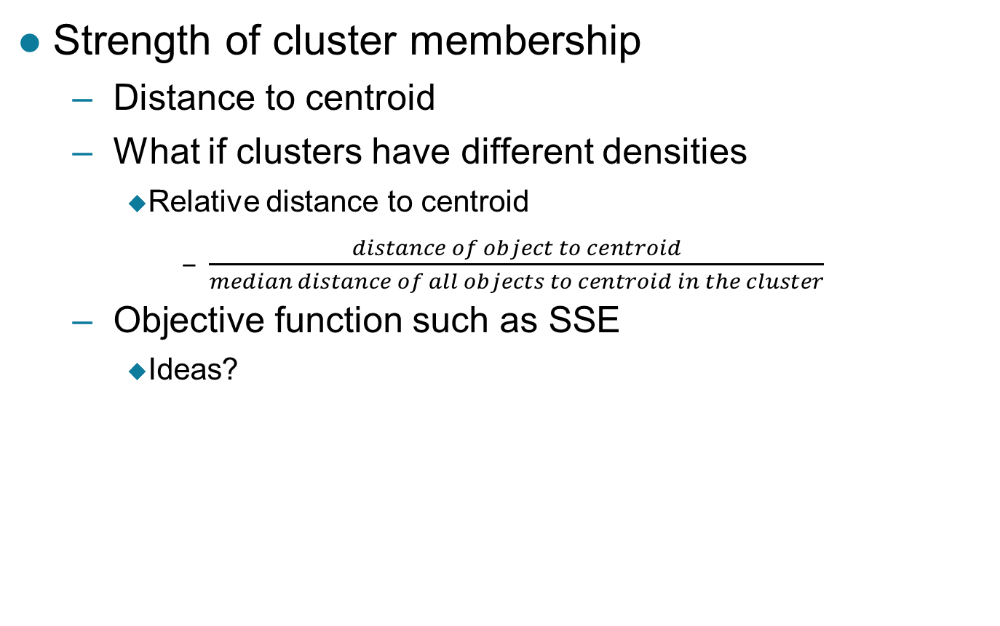 ● Strength of cluster membership
– Distance to centroid
– What if clusters have different densities
◆Relative distance to centroid
– distance of object to centroid
median distance of all objects to centroid in the cluster
– Objective function such as SSE
◆Ideas?